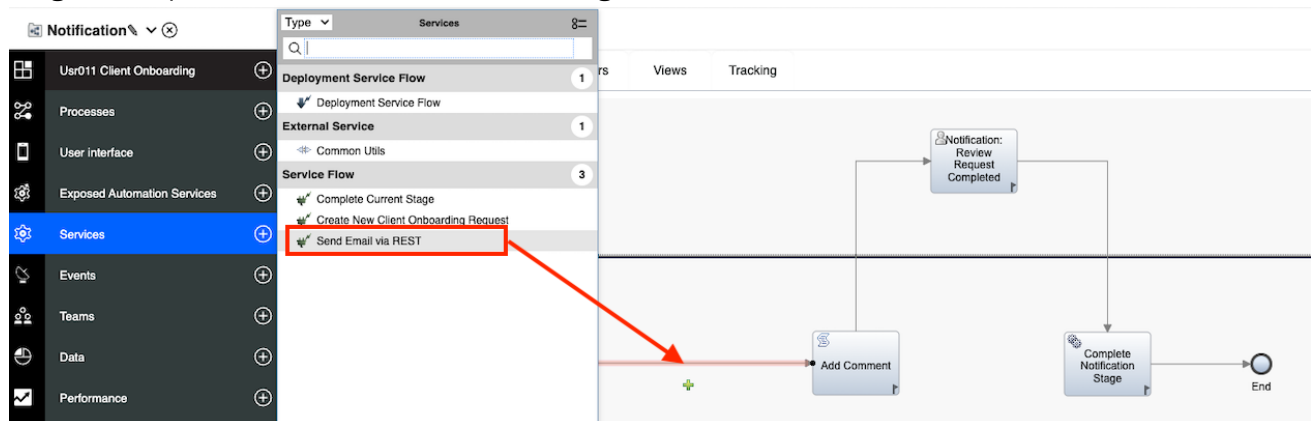 Notification
Type
Services
Usr011 Client Onboarding
Deployment Service Flow
1
rs
Views
Tracking
Processes
Deployment Service Flow
External Service
1
User interface
Common Utils
Service Flow
3
Exposed Automation Services
Complete Current Stage
Create New Client Onboarding Request
Services
Send Email via REST
Events
Teams
Data
Performance
Notification:
Review
Request
Completed
Add Comment
Complete
Notification
Stage
End